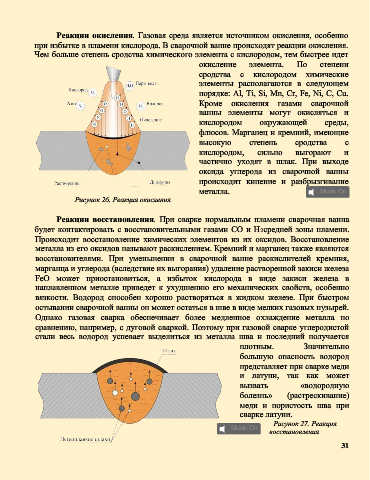 Реакции окисления. Газовая среда является источником окисления, особенно
при избытке в пламени кислорода. В сварочной ванне происходят реакции окисления.
Чем больше степень сродства химического элемента с кислородом, тем быстрее идет
окисление элемента. По степени
сродства с кислородом химические
элементы располагаются в следующем
порядке: Al, Ti, Si, Mn, Cr, Fe, Ni, C, Cu.
Кроме окисления газами сварочной
ванны элементы могут окисляться и
кислородом окружающей среды,
флюсов. Марганец и кремний, имеющие
высокую степень сродства с
кислородом, сильно выгорают и
частично уходят в шлак. При выходе
оксида углерода из сварочной ванны
происходит кипение и разбрызгивание
металла.
Рисунок 26. Реакция окисления
Реакция восстановления. При сварке нормальным пламени сварочная ванна
будет контактировать с восстановительными газами CO и H₂средней зоны пламени.
Происходит восстановление химических элементов из их оксидов. Восстановление
металла из его оксидов называют раскислением. Кремний и марганец также являются
восстановителями. При уменьшении в сварочной ванне раскислителей кремния,
марганца и углерода (вследствие их выгорания) удаление растворенной закиси железа
FeO может приостановиться, а избыток кислорода в виде закиси железа в
наплавленном металле приведет к ухудшению его механических свойств, особенно
вязкости. Водород способен хорошо растворяться в жидком железе. При быстром
остывании сварочной ванны он может остаться в шве в виде мелких газовых пузырей.
Однако газовая сварка обеспечивает более медленное охлаждение металла по
сравнению, например, с дуговой сваркой. Поэтому при газовой сварке углеродистой
стали весь водород успевает выделиться из металла шва и последний получается
плотным. Значительно
большую опасность водород
представляет при сварке меди
и латуни, так как может
вызвать «водородную
болезнь» (растрескивание)
меди и пористость шва при
сварке латуни.
Рисунок 27. Реакция
восстановления
31